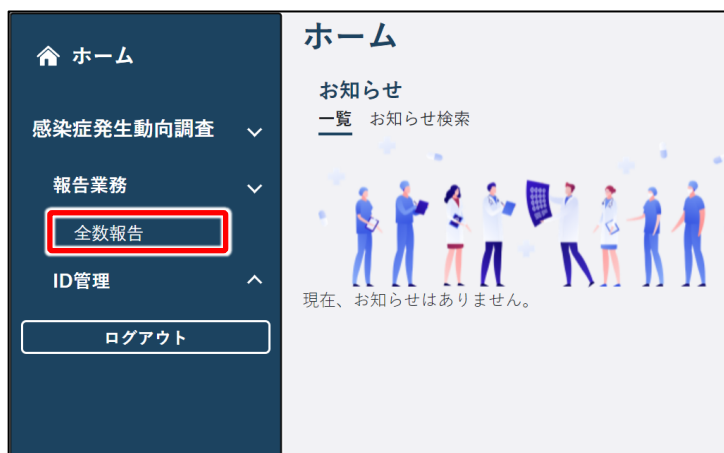 ホーム
感染症発生動向調査
報告業務
全数報告
ID管理
ログアウト
ホーム
お知らせ
一覧 お知らせ検索
現在、お知らせはありません。